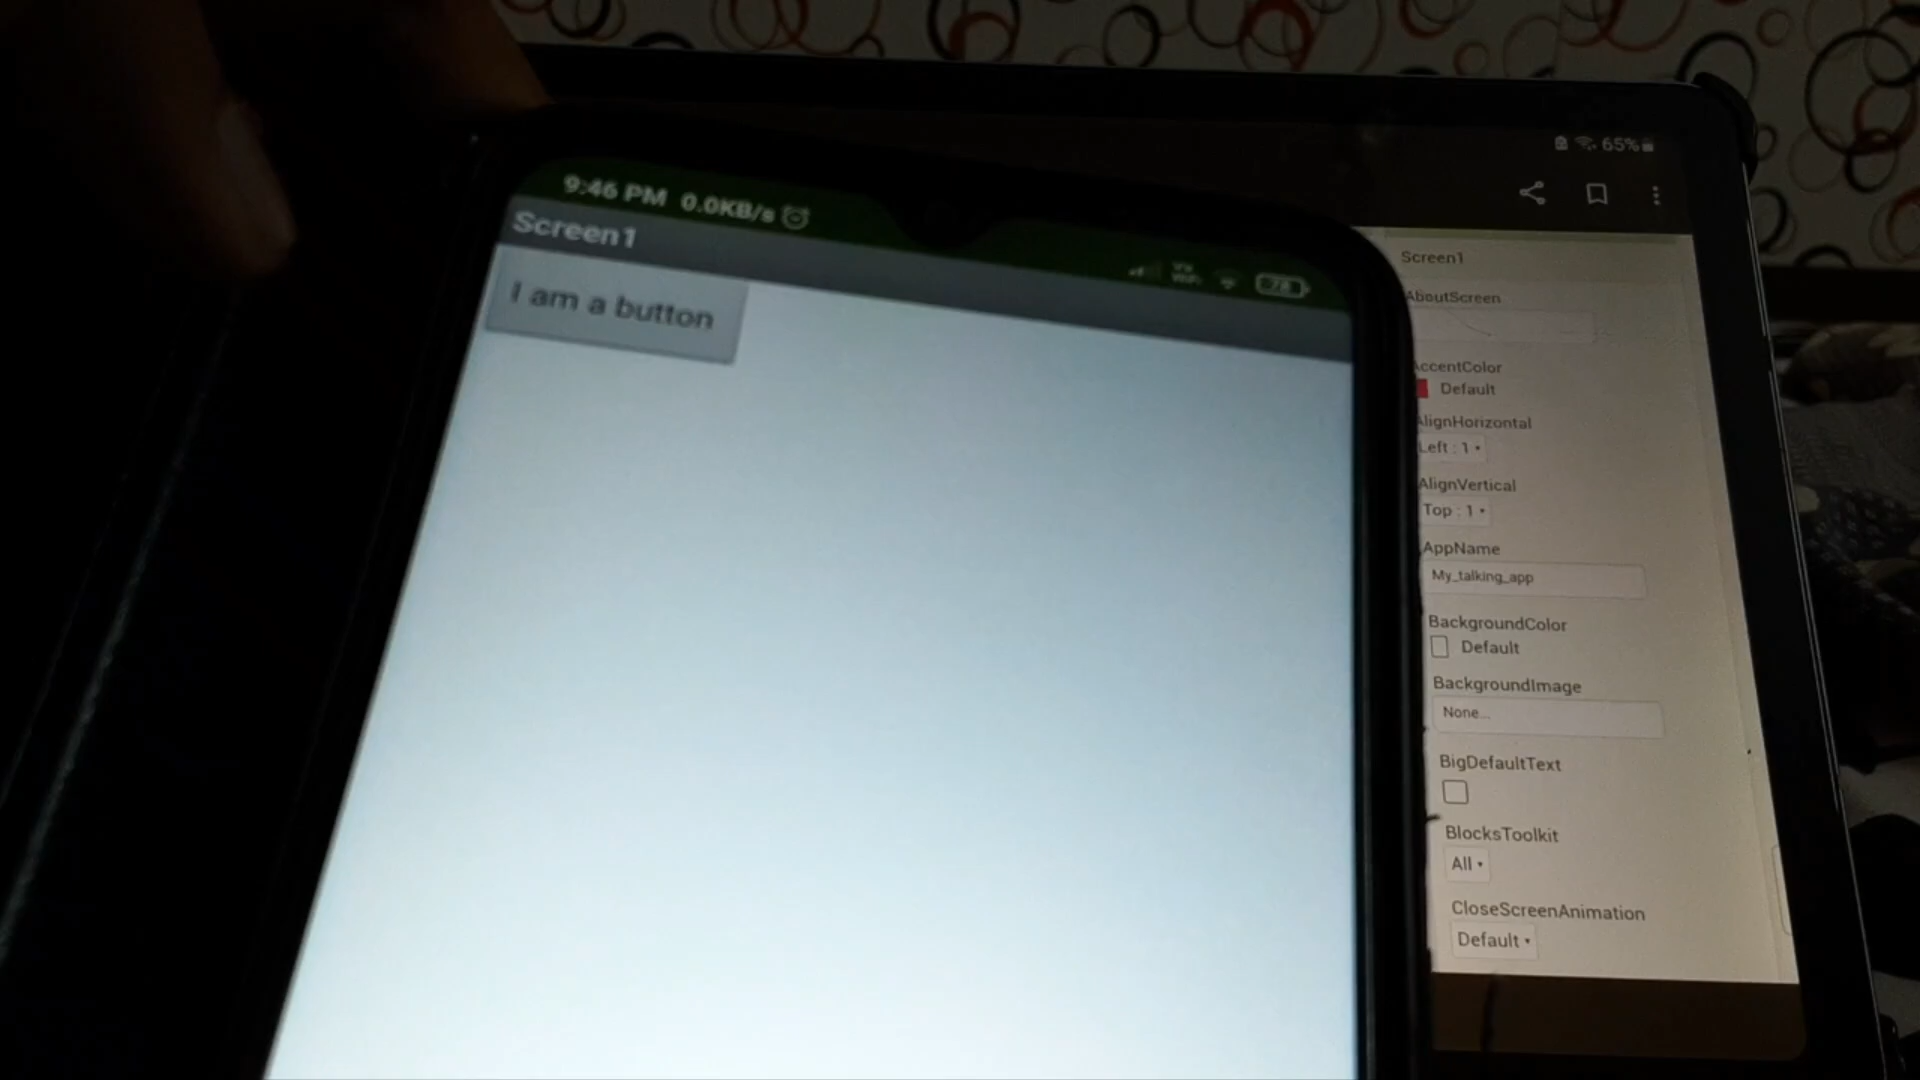 9:46 PM 0.0KB/s
78
Screen1
I am a button
65%
Screen1
AboutScreen
AccentColor
Default
AlignHorizontal
Left : 1
AlignVertical
Top : 1
AppName
My_talking_app
BackgroundColor
Default
BackgroundImage
None...
BigDefaultText
BlocksToolkit
All
CloseScreenAnimation
Default